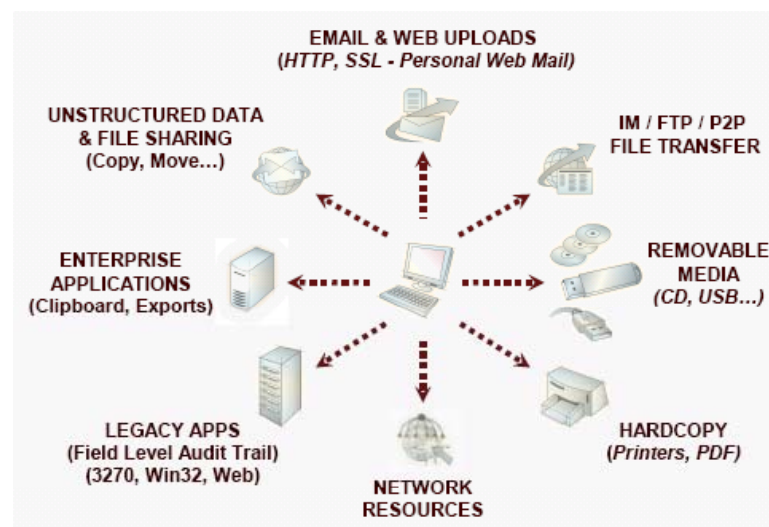 EMAIL & WEB UPLOADS
(HTTP, SSL - Personal Web Mail)
UNSTRUCTURED DATA
& FILE SHARING
(Copy, Move...)
IM / FTP / P2P
FILE TRANSFER
ENTERPRISE
APPLICATIONS
(Clipboard, Exports)
REMOVABLE
MEDIA
(CD, USB...)
LEGACY APPS
(Field Level Audit Trail)
(3270, Win32, Web)
NETWORK
RESOURCES
HARDCOPY
(Printers, PDF)